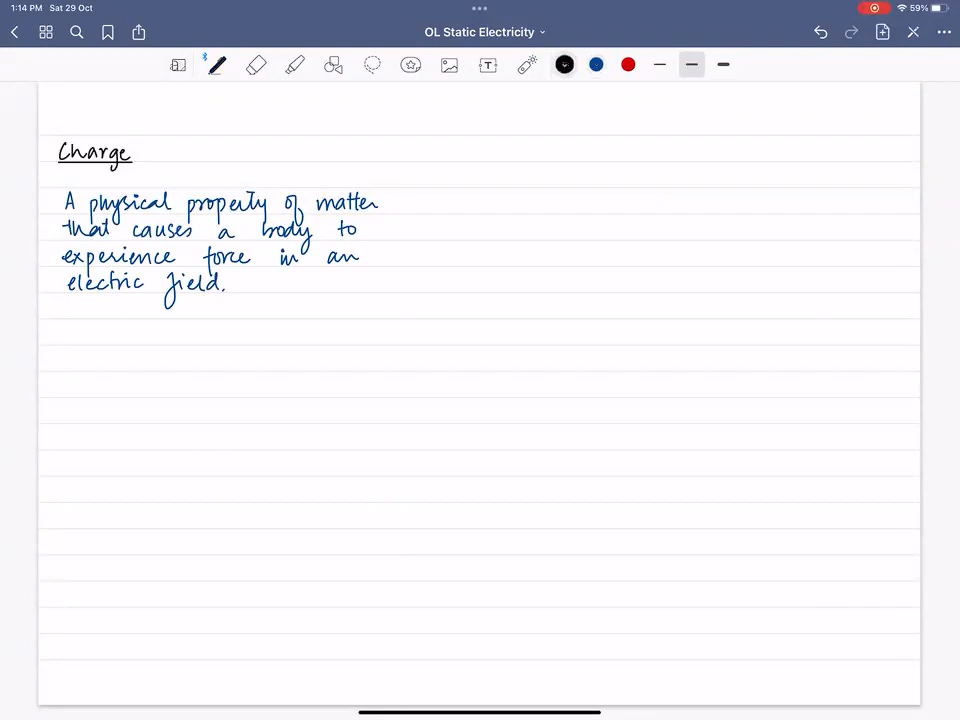 1:14 PM Sat 29 Oct
59%
OL Static Electricity
T
Charge
A physical property of matter
that causes a body to
experience force in an
electric field.